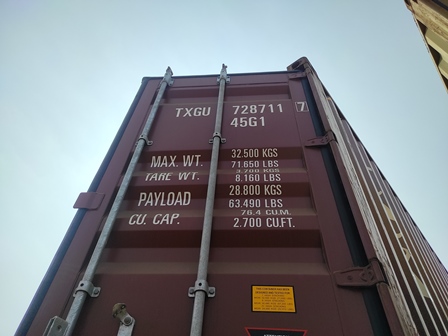 TXGU 728711 7
45G1
MAX. WT. 32.500 KGS
71.650 LBS
TARE WT. 3.700 KGS
8.160 LBS
PAYLOAD 28.800 KGS
63.490 LBS
CU. CAP. 76.4 CU.M.
2.700 CU.FT.